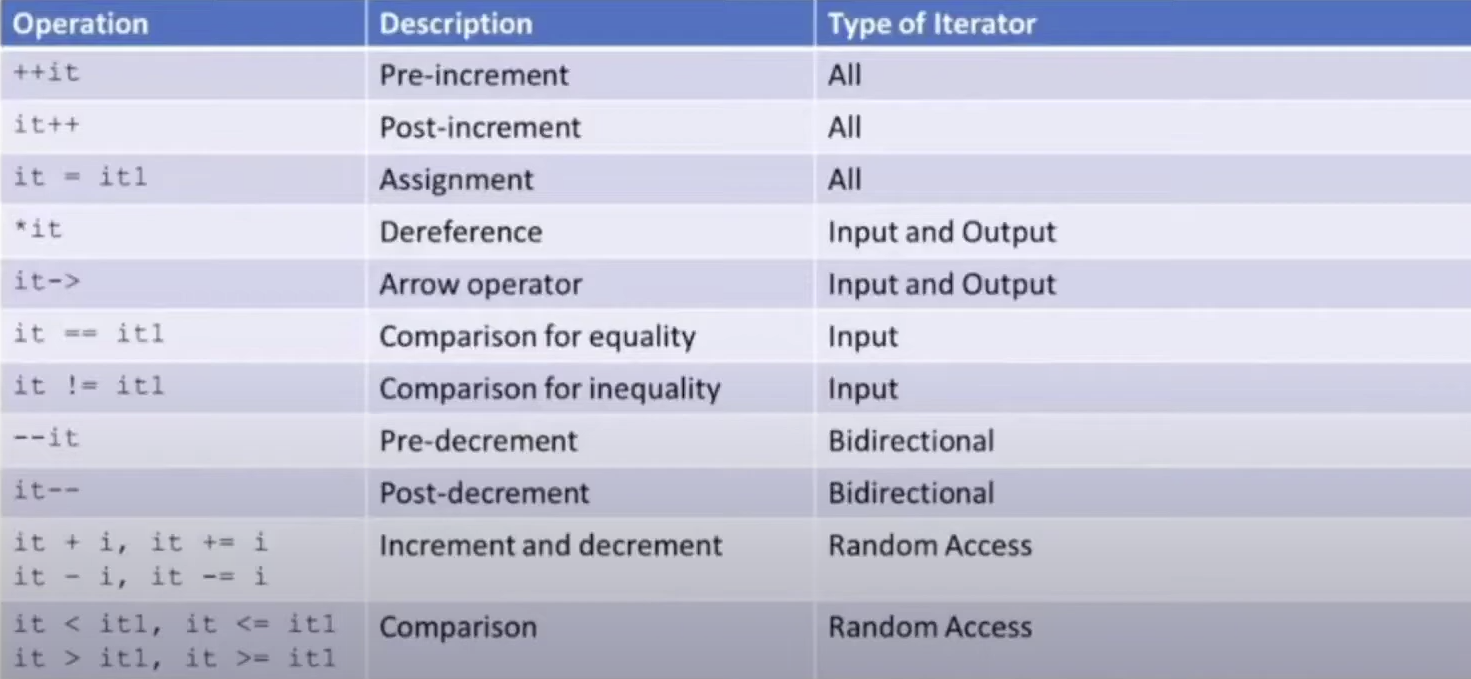 Operation Description Type of Iterator
++it Pre-increment All
it++ Post-increment All
it = it1 Assignment All
*it Dereference Input and Output
it-> Arrow operator Input and Output
it == it1 Comparison for equality Input
it != it1 Comparison for inequality Input
--it Pre-decrement Bidirectional
it-- Post-decrement Bidirectional
it + i, it += i Increment and decrement Random Access
it - i, it -= i
it < it1, it <= it1 Comparison Random Access
it > it1, it >= it1